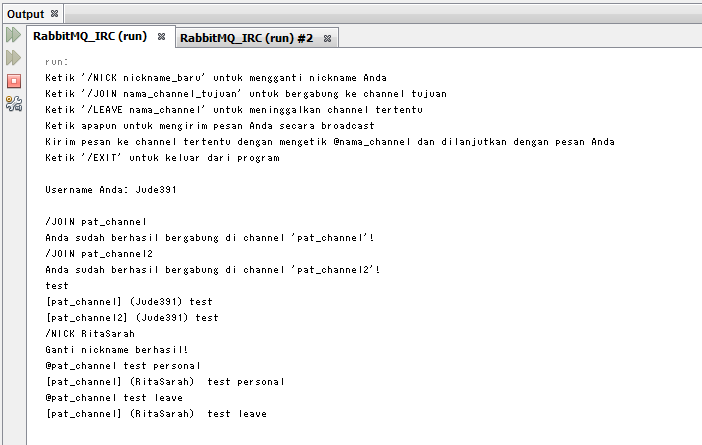 Output
RabbitMQ_IRC (run)
RabbitMQ_IRC (run) #2
run:
Ketik '/NICK nickname_baru' untuk mengganti nickname Anda
Ketik '/JOIN nama_channel_tujuan' untuk bergabung ke channel tujuan
Ketik '/LEAVE nama_channel' untuk meninggalkan channel tertentu
Ketik apapun untuk mengirim pesan Anda secara broadcast
Kirim pesan ke channel tertentu dengan mengetik @nama_channel dan dilanjutkan dengan pesan Anda
Ketik '/EXIT' untuk keluar dari program
Username Anda: Jude391
/JOIN pat_channel
Anda sudah berhasil bergabung di channel 'pat_channel'!
/JOIN pat_channel2
Anda sudah berhasil bergabung di channel 'pat_channel2'!
test
[pat_channel] (Jude391) test
[pat_channel2] (Jude391) test
/NICK RitaSarah
Ganti nickname berhasil!
@pat_channel test personal
[pat_channel] (RitaSarah)  test personal
@pat_channel test leave
[pat_channel] (RitaSarah)  test leave